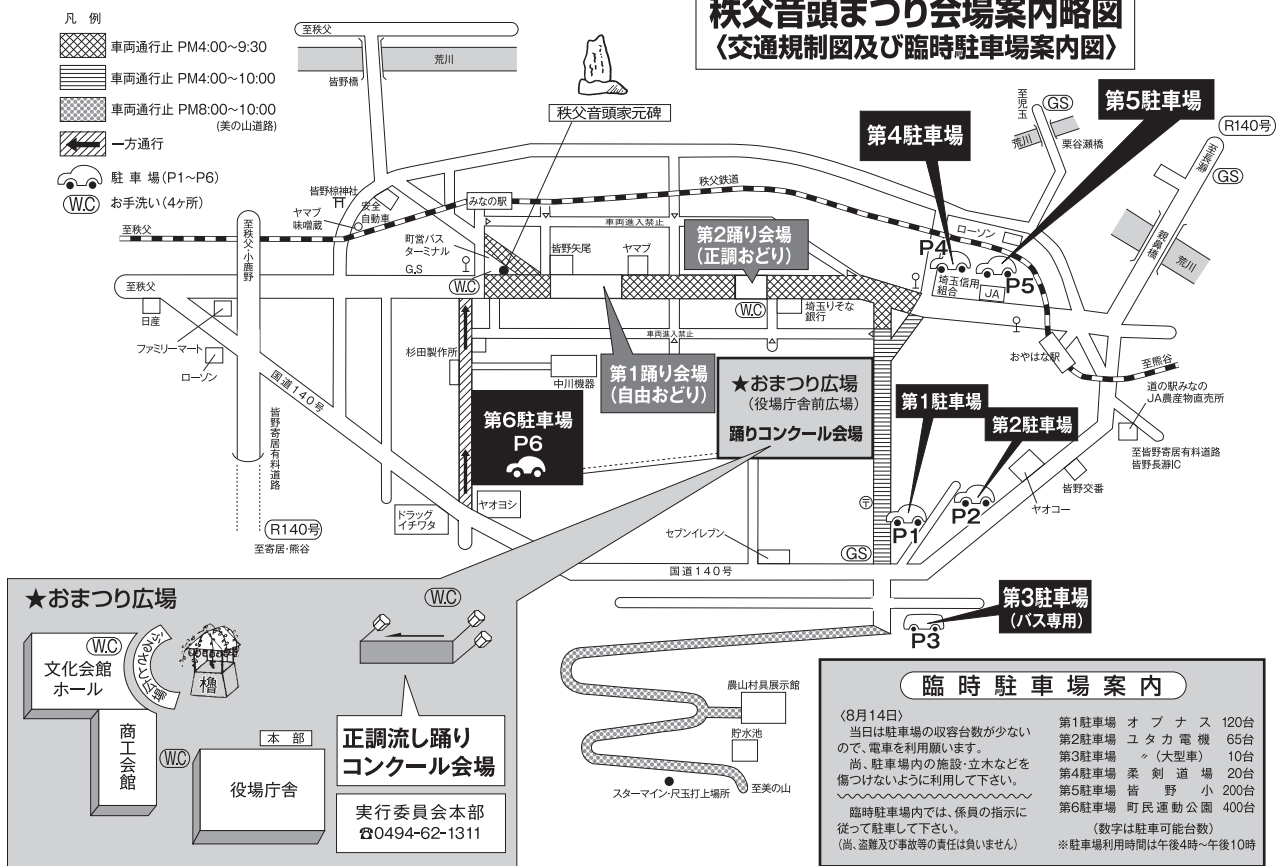 秩父音頭まつり会場案内略図
〈交通規制図及び臨時駐車場案内図〉
凡 例
車両通行止 PM4:00〜9:30
車両通行止 PM4:00〜10:00
車両通行止 PM8:00〜10:00
(美の山道路)
一方通行
駐 車 場(P1〜P6)
W.C お手洗い(4ヶ所)
至秩父
荒川
皆野橋
秩父音頭家元碑
第4駐車場
第5駐車場
至児玉
GS
荒川
栗谷瀬橋
R140号
至長瀞
GS
親鼻橋
荒川
皆野椋神社
安全
自動車
ヤマブ
味噌蔵
みなの駅
秩父鉄道
車両進入禁止
至秩父
至秩父・小鹿野
町営バス
ターミナル
G.S
皆野矢尾
ヤマブ
第2踊り会場
(正調おどり)
ローソン
P4
P5
埼玉信用
組合
JA
W.C
W.C
埼玉りそな
銀行
至秩父
日産
ファミリーマート
ローソン
国道140号
杉田製作所
中川機器
車両進入禁止
第1踊り会場
(自由おどり)
おやはな駅
至熊谷
道の駅みなの
JA農産物直売所
★おまつり広場
(役場庁舎前広場)
踊りコンクール会場
第1駐車場
第2駐車場
第6駐車場
P6
皆野寄居有料道路
至皆野寄居有料道路
皆野長瀞IC
皆野交番
ヤオコー
P2
P1
〒
ヤオヨシ
ドラッグ
イチワタ
R140号
至寄居・熊谷
セブンイレブン
GS
国道140号
第3駐車場
(バス専用)
P3
★おまつり広場
W.C
W.C
文化会館
ホール
櫓
商工会館
W.C
本 部
役場庁舎
正調流し踊り
コンクール会場
実行委員会本部
☎0494-62-1311
農山村具展示館
貯水池
スターマイン・尺玉打上場所
至美の山
臨時駐車場案内
〈8月14日〉
当日は駐車場の収容台数が少ない
ので、電車を利用願います。
尚、駐車場内の施設・立木などを
傷つけないように利用して下さい。
臨時駐車場内では、係員の指示に
従って駐車して下さい。
(尚、盗難及び事故等の責任は負いません)
第1駐車場 オプナス 120台
第2駐車場 ユタカ電機 65台
第3駐車場 〃(大型車) 10台
第4駐車場 柔剣道場 20台
第5駐車場 皆野小 200台
第6駐車場 町民運動公園 400台
(数字は駐車可能台数)
※駐車場利用時間は午後4時〜午後10時